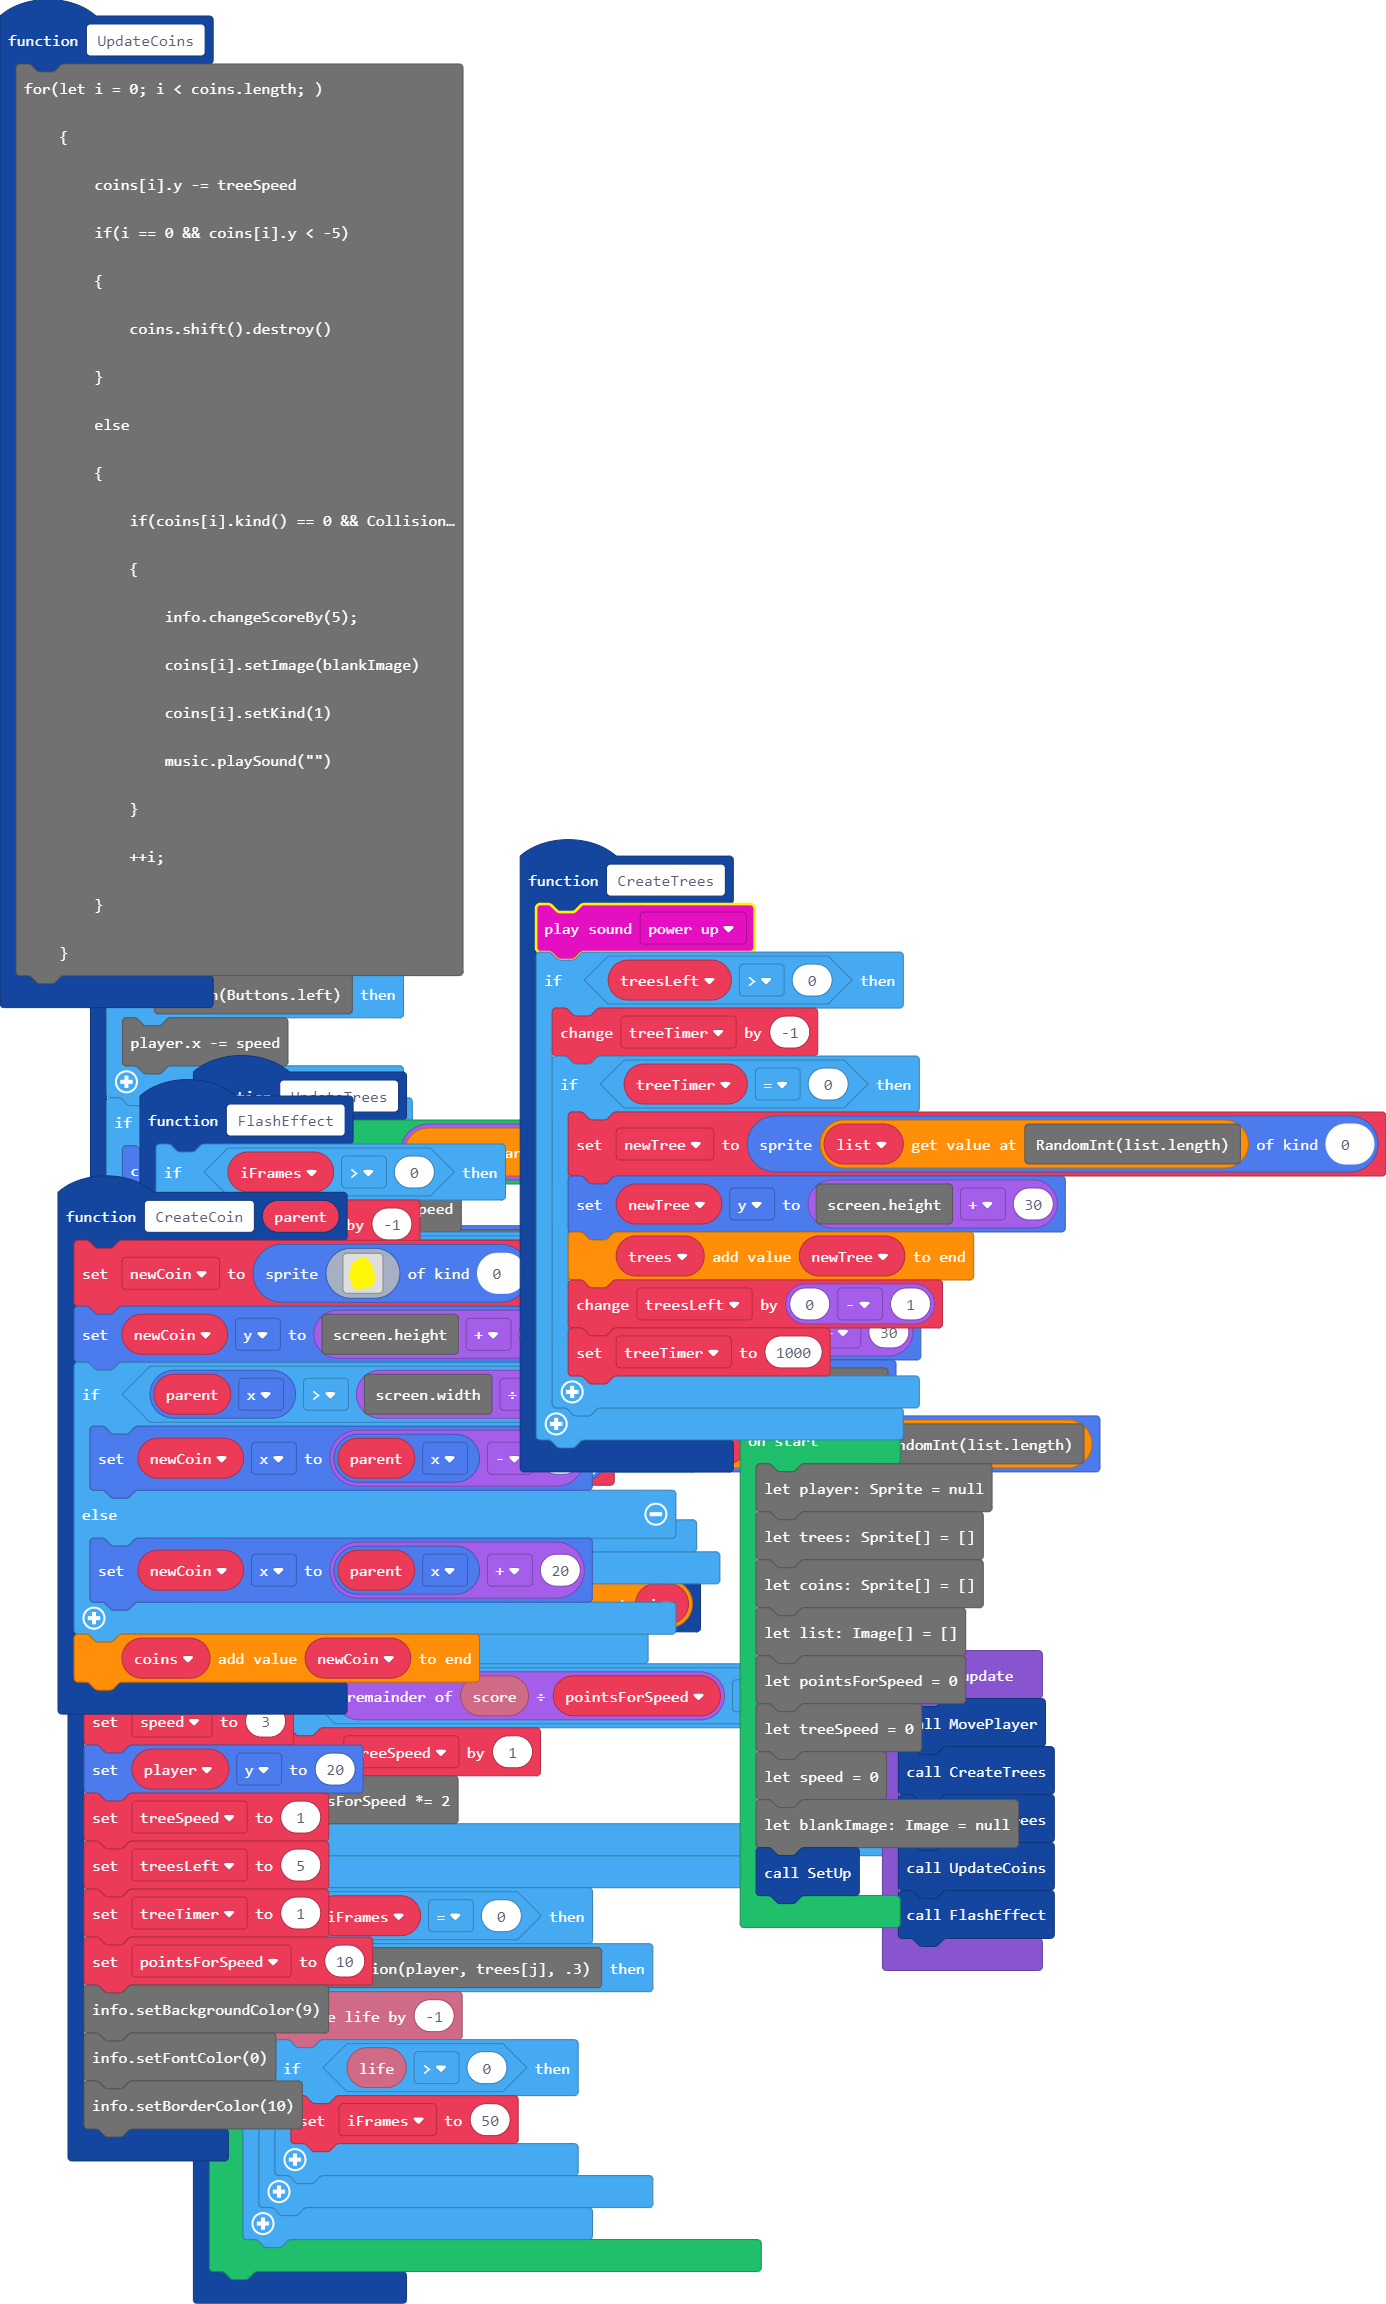 function UpdateCoins
for(let i = 0; i < coins.length; )
{
coins[i].y -= treeSpeed
if(i == 0 && coins[i].y < -5)
{
coins.shift().destroy()
}
else
{
if(coins[i].kind() == 0 && Collision…
{
info.changeScoreBy(5);
coins[i].setImage(blankImage)
coins[i].setKind(1)
music.playSound("")
}
++i;
}
}
(Buttons.left) then
player.x -= speed
if
UpdateTrees
function FlashEffect
if iFrames > 0 then
by -1
function CreateCoin parent
set newCoin to sprite of kind 0
set newCoin y to screen.height +
if parent x > screen.width ÷
set newCoin x to parent x -
else
set newCoin x to parent x + 20
coins add value newCoin to end
function CreateTrees
play sound power up
if treesLeft > 0 then
change treeTimer by -1
if treeTimer = 0 then
set newTree to sprite list get value at RandomInt(list.length) of kind 0
set newTree y to screen.height + 30
trees add value newTree to end
change treesLeft by 0 - 1
set treeTimer to 1000
30
(list.length)
on start
let player: Sprite = null
let trees: Sprite[] = []
let coins: Sprite[] = []
let list: Image[] = []
let pointsForSpeed = 0
let treeSpeed = 0
let speed = 0
let blankImage: Image = null
call SetUp
update
MovePlayer
call CreateTrees
call UpdateCoins
call FlashEffect
remainder of score ÷ pointsForSpeed
by 1
*= 2
set speed to 3
set player y to 20
set treeSpeed to 1
set treesLeft to 5
set treeTimer to 1
set pointsForSpeed to 10
info.setBackgroundColor(9)
info.setFontColor(0)
info.setBorderColor(10)
iFrames = 0 then
(player, trees[j], .3) then
life by -1
if life > 0 then
set iFrames to 50